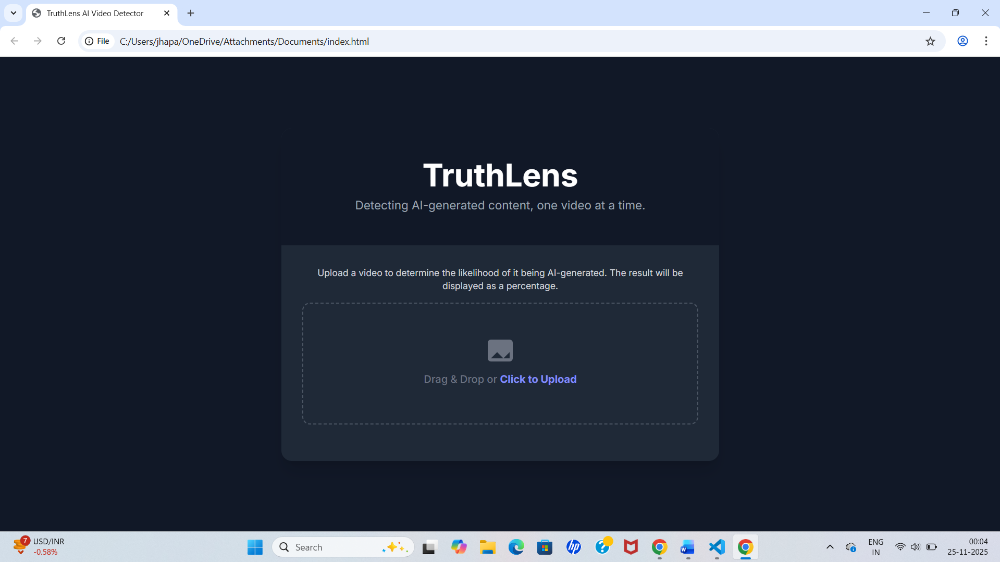 TruthLens AI Video Detector
File
C:/Users/jhapa/OneDrive/Attachments/Documents/index.html
TruthLens
Detecting AI-generated content, one video at a time.
Upload a video to determine the likelihood of it being AI-generated. The result will be
displayed as a percentage.
Drag & Drop or Click to Upload
7
USD/INR
-0.58%
Search
hp
?
W
ENG
IN
00:04
25-11-2025